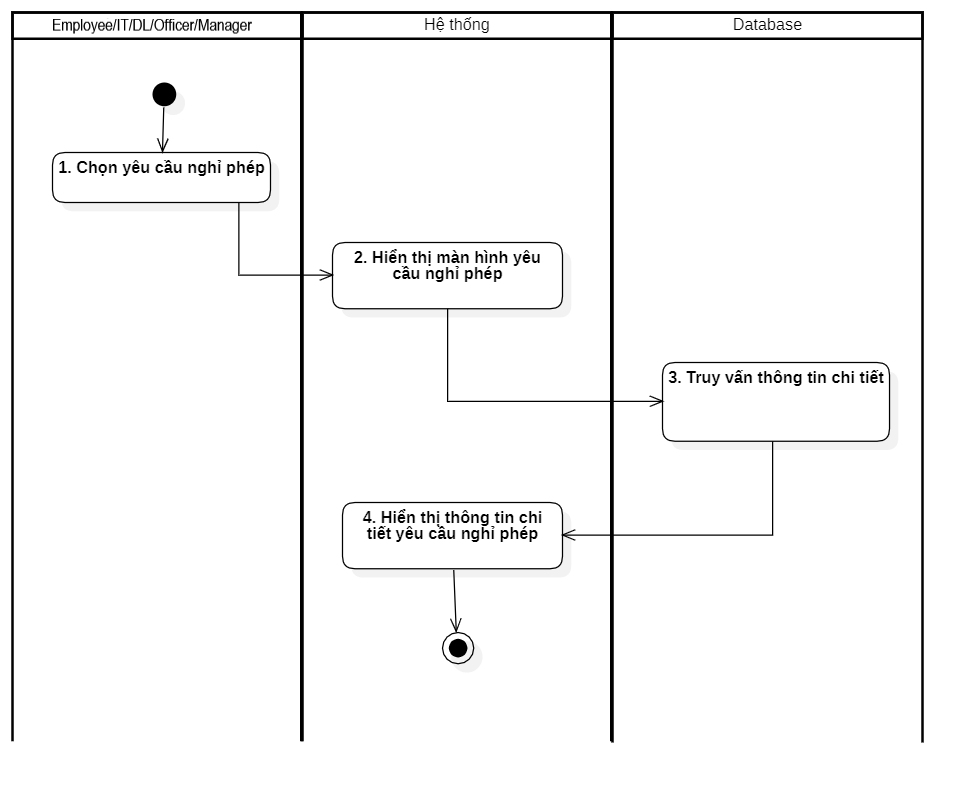 Employee/IT/DL/Officer/Manager
Hệ thống
Database
1. Chọn yêu cầu nghỉ phép
2. Hiển thị màn hình yêu
cầu nghỉ phép
3. Truy vấn thông tin chi tiết
4. Hiển thị thông tin chi
tiết yêu cầu nghỉ phép